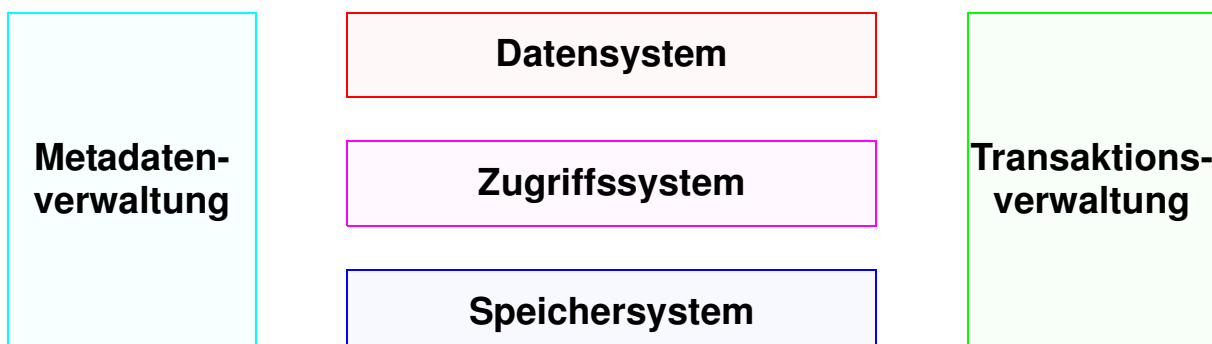 Datensystem
Metadaten-
verwaltung
Zugriffssystem
Transaktions-
verwaltung
Speichersystem